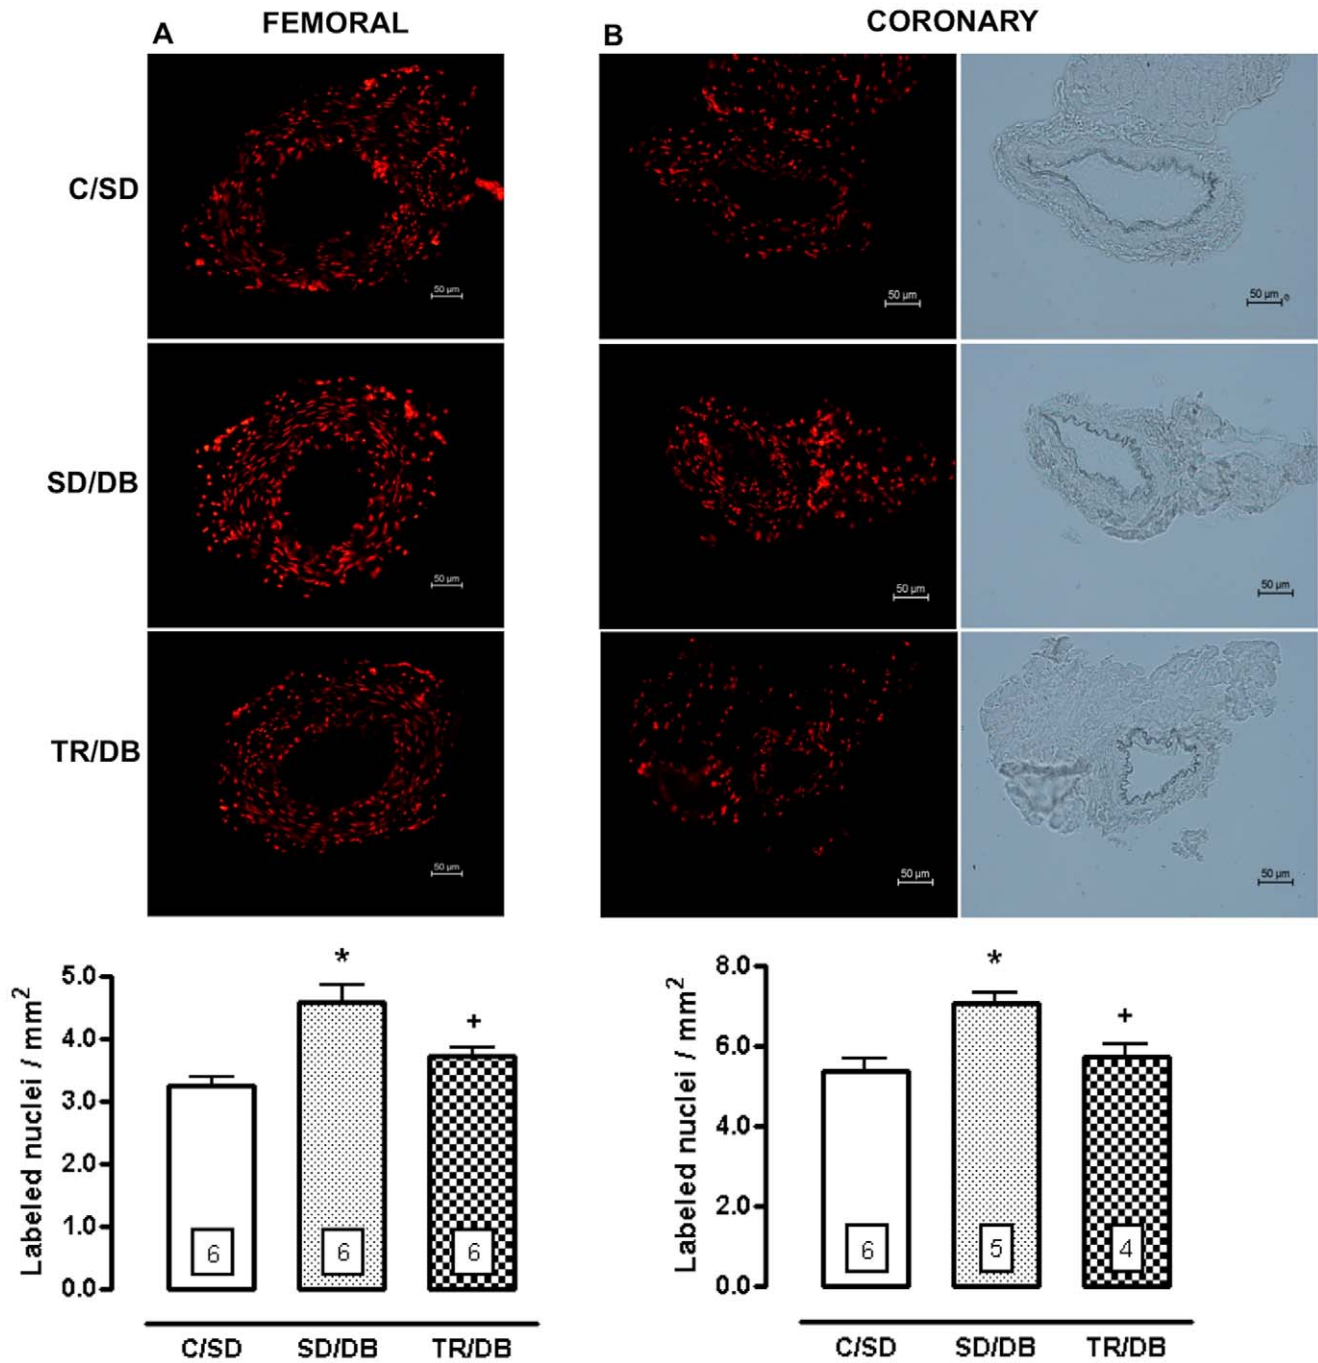 A FEMORAL
B CORONARY
C/SD
50 µm
50 µm
50 µm
SD/DB
50 µm
50 µm
50 µm
TR/DB
50 µm
50 µm
50 µm
Labeled nuclei / mm²
5.0
4.0
3.0
2.0
1.0
0.0
*
+
6
6
6
C/SD SD/DB TR/DB
Labeled nuclei / mm²
8.0
6.0
4.0
2.0
0.0
*
+
6
5
4
C/SD SD/DB TR/DB